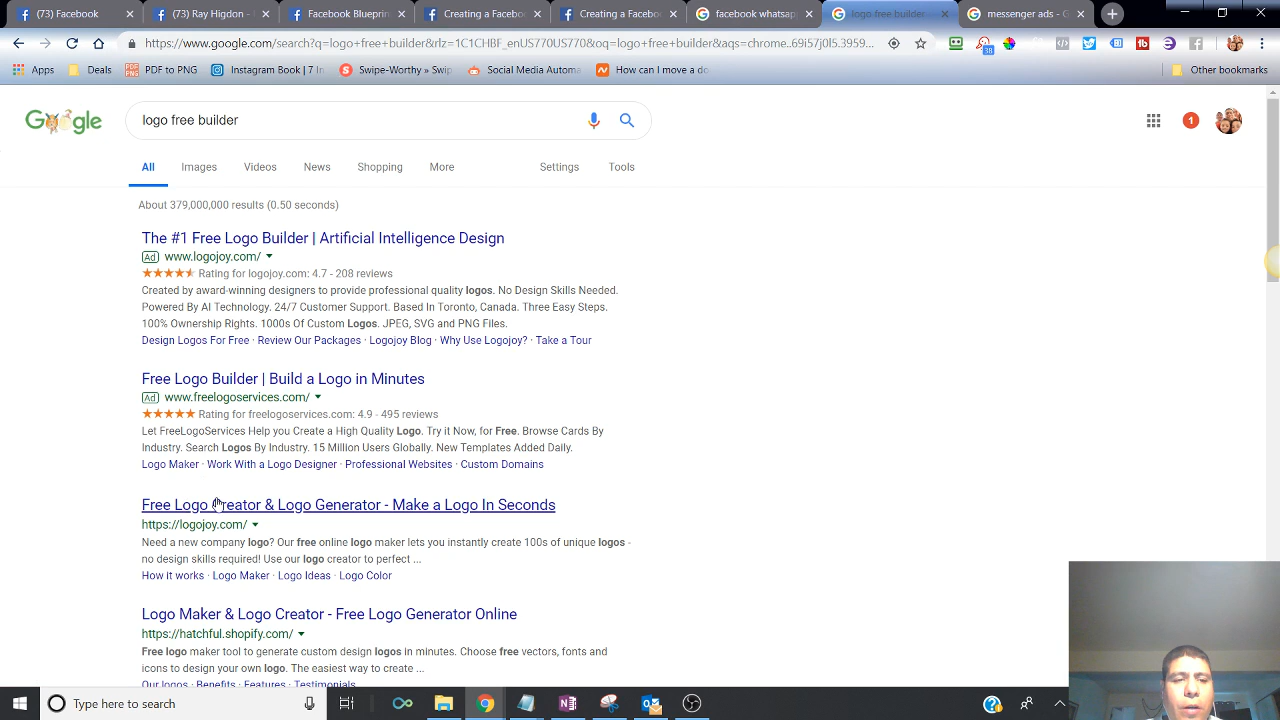 (73) Facebook
(73) Ray Higdon -
Facebook Blueprin
Creating a Facebo
Creating a Facebo
facebook whatsap
logo free builder
messenger ads - G
https://www.google.com/search?q=logo+free+builder&rlz=1C1CHBF_enUS770US770&oq=logo+free+builder&aqs=chrome..69i57j0l5.3959...
38
Apps
Deals
PDF to PNG
Instagram Book | 7 In
Swipe-Worthy » Swip
Social Media Automa
How can I move a do
Other bookmarks
Google
logo free builder
1
All Images Videos News Shopping More Settings Tools
About 379,000,000 results (0.50 seconds)
The #1 Free Logo Builder | Artificial Intelligence Design
Ad www.logojoy.com/
Rating for logojoy.com: 4.7 - 208 reviews
Created by award-winning designers to provide professional quality logos. No Design Skills Needed.
Powered By AI Technology. 24/7 Customer Support. Based In Toronto, Canada. Three Easy Steps.
100% Ownership Rights. 1000s Of Custom Logos. JPEG, SVG and PNG Files.
Design Logos For Free · Review Our Packages · Logojoy Blog · Why Use Logojoy? · Take a Tour
Free Logo Builder | Build a Logo in Minutes
Ad www.freelogoservices.com/
Rating for freelogoservices.com: 4.9 - 495 reviews
Let FreeLogoServices Help you Create a High Quality Logo. Try it Now, for Free. Browse Cards By
Industry. Search Logos By Industry. 15 Million Users Globally. New Templates Added Daily.
Logo Maker · Work With a Logo Designer · Professional Websites · Custom Domains
Free Logo Creator & Logo Generator - Make a Logo In Seconds
https://logojoy.com/
Need a new company logo? Our free online logo maker lets you instantly create 100s of unique logos -
no design skills required! Use our logo creator to perfect ...
How it works · Logo Maker · Logo Ideas · Logo Color
Logo Maker & Logo Creator - Free Logo Generator Online
https://hatchful.shopify.com/
Free logo maker tool to generate custom design logos in minutes. Choose free vectors, fonts and
icons to design your own logo. The easiest way to create ...
Our logos · Benefits · Features · Testimonials
Type here to search